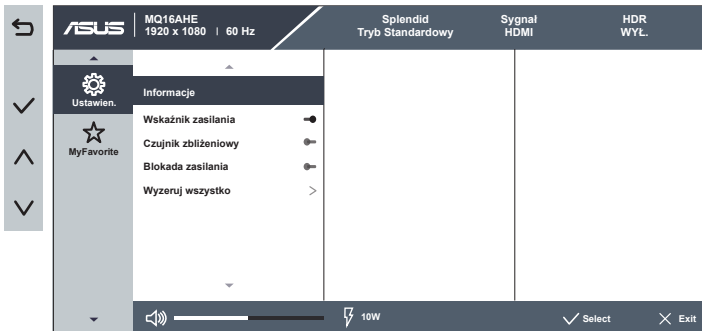 ASUS
MQ16AHE
1920 x 1080 | 60 Hz
Splendid
Tryb Standardowy
Sygnał
HDMI
HDR
WYŁ.
Ustawien.
MyFavorite
Informacje
Wskaźnik zasilania
Czujnik zbliżeniowy
Blokada zasilania
Wyzeruj wszystko
10W
Select
Exit